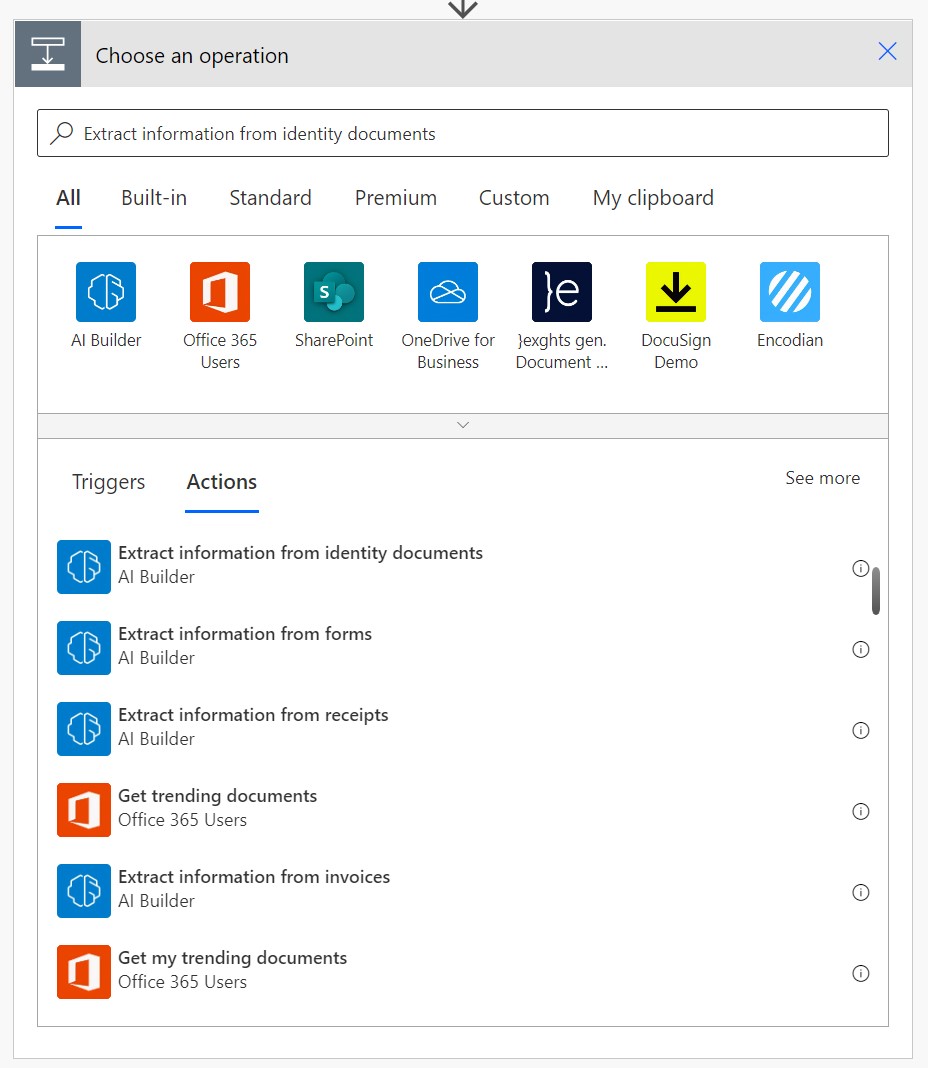 Choose an operation
Extract information from identity documents
All Built-in Standard Premium Custom My clipboard
AI Builder
Office 365
Users
SharePoint
OneDrive for
Business
}exghts gen.
Document ...
DocuSign
Demo
Encodian
Triggers Actions See more
Extract information from identity documents
AI Builder
Extract information from forms
AI Builder
Extract information from receipts
AI Builder
Get trending documents
Office 365 Users
Extract information from invoices
AI Builder
Get my trending documents
Office 365 Users